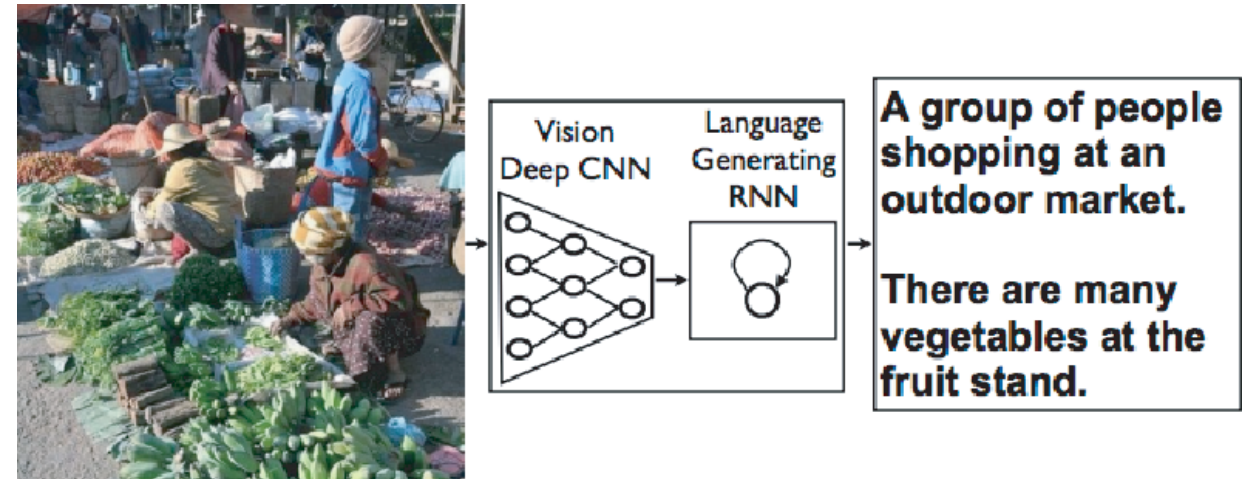 Vision
Deep CNN
Language
Generating
RNN
A group of people
shopping at an
outdoor market.
There are many
vegetables at the
fruit stand.